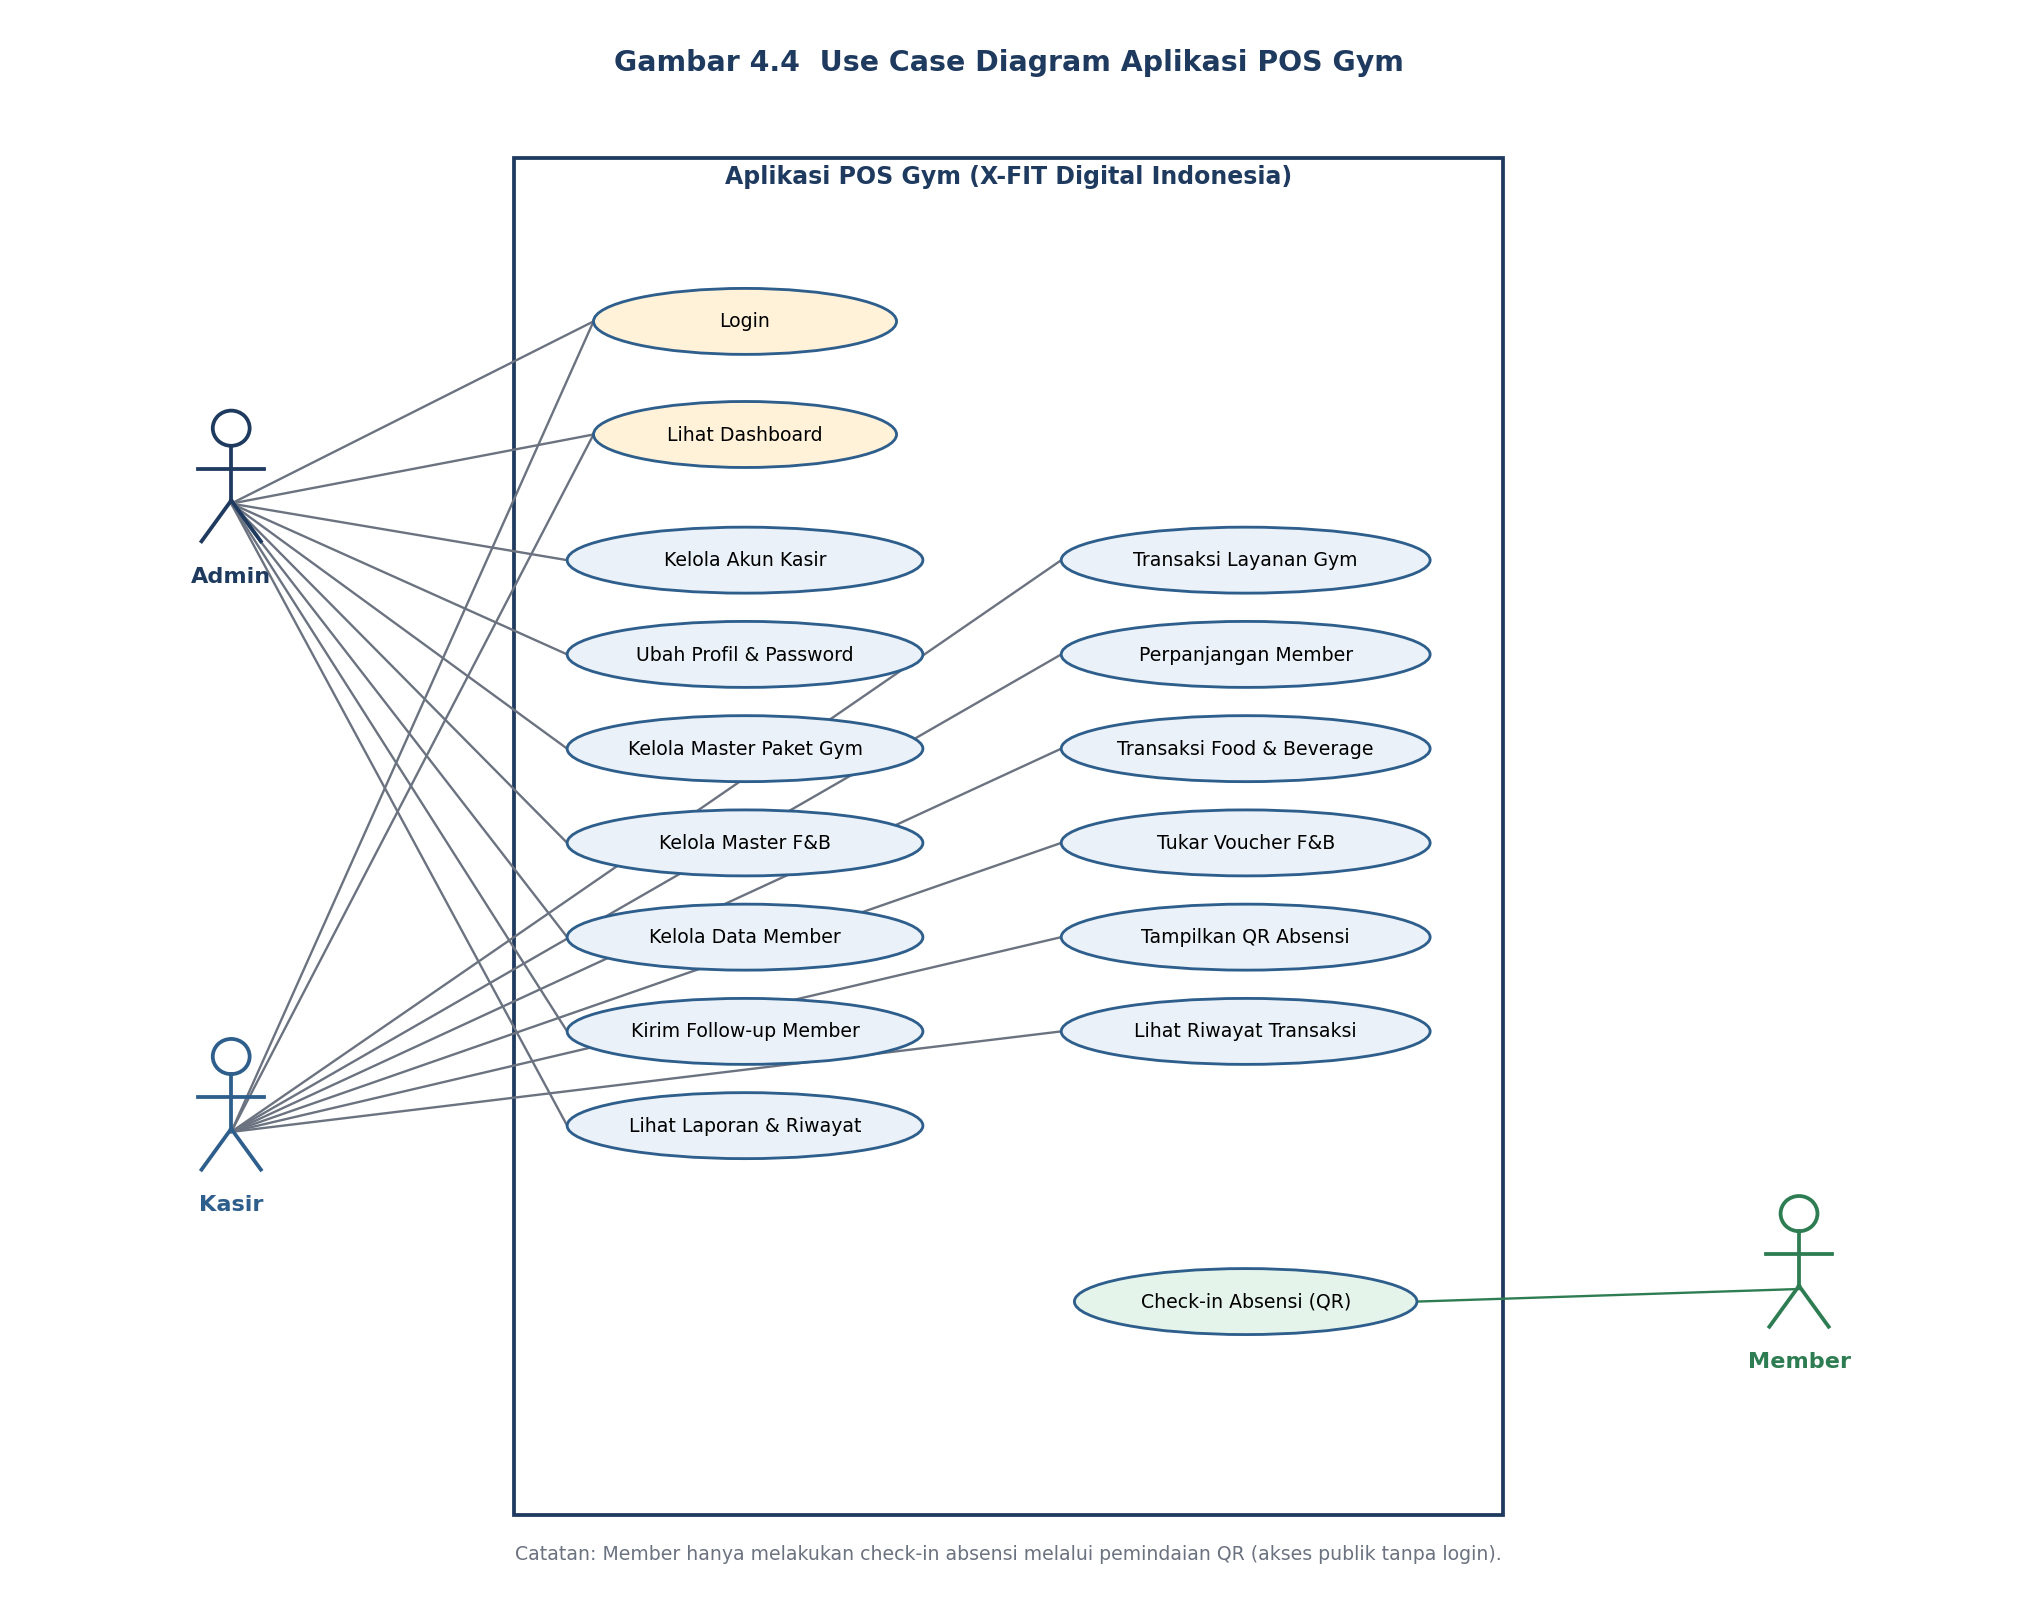 Gambar 4.4  Use Case Diagram Aplikasi POS Gym
Aplikasi POS Gym (X-FIT Digital Indonesia)
Login
Lihat Dashboard
Admin
Kelola Akun Kasir
Transaksi Layanan Gym
Ubah Profil & Password
Perpanjangan Member
Kelola Master Paket Gym
Transaksi Food & Beverage
Kelola Master F&B
Tukar Voucher F&B
Kelola Data Member
Tampilkan QR Absensi
Kirim Follow-up Member
Lihat Riwayat Transaksi
Lihat Laporan & Riwayat
Kasir
Check-in Absensi (QR)
Member
Catatan: Member hanya melakukan check-in absensi melalui pemindaian QR (akses publik tanpa login).